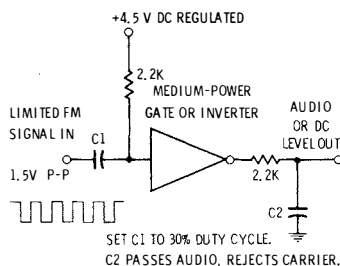 +4.5 V DC REGULATED
2.2K
MEDIUM-POWER
GATE OR INVERTER
LIMITED FM
SIGNAL IN
C1
1.5V P-P
AUDIO
OR DC
LEVEL OUT
2.2K
C2
SET C1 TO 30% DUTY CYCLE.
C2 PASSES AUDIO, REJECTS CARRIER.